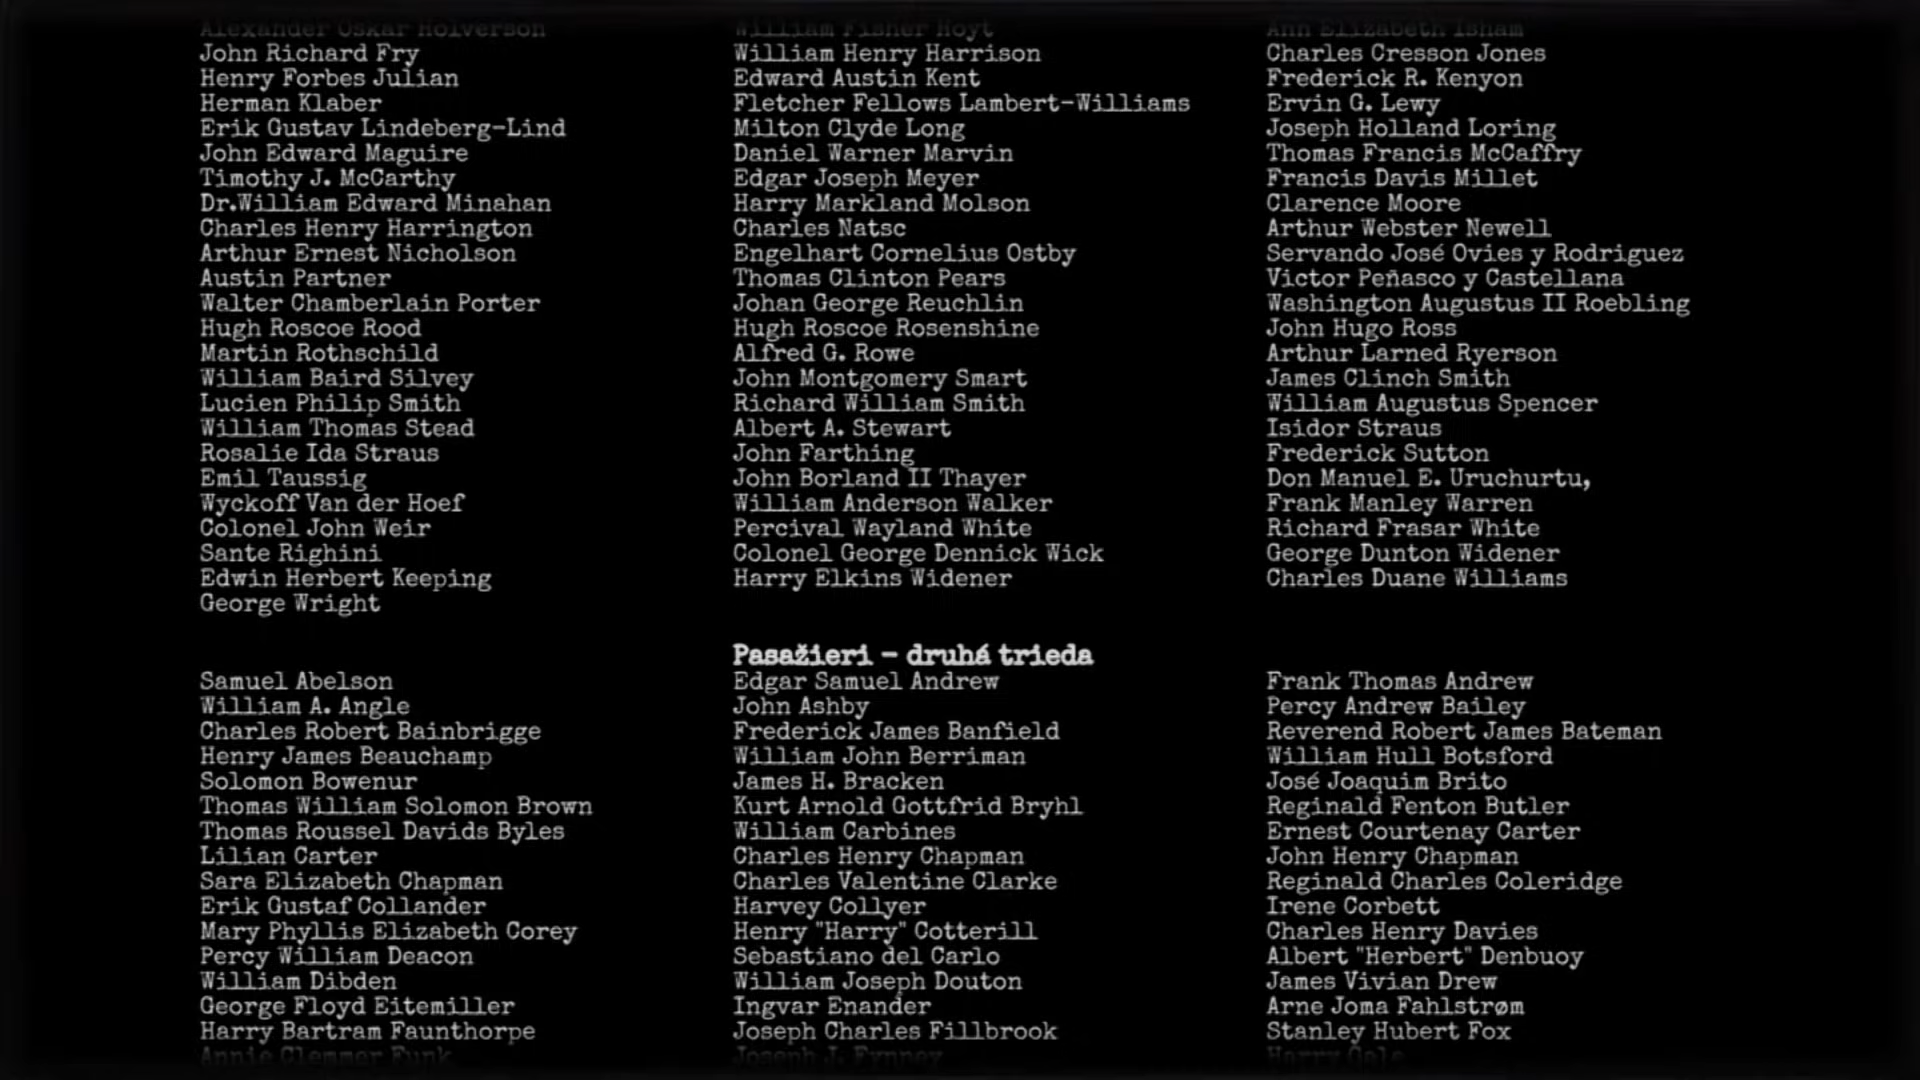 Alexander Oskar Holverson
William Fisher Hoyt
Ann Elizabeth Isham
John Richard Fry
William Henry Harrison
Charles Cresson Jones
Henry Forbes Julian
Edward Austin Kent
Frederick R. Kenyon
Herman Klaber
Fletcher Fellows Lambert-Williams
Ervin G. Lewy
Erik Gustav Lindeberg-Lind
Milton Clyde Long
Joseph Holland Loring
John Edward Maguire
Daniel Warner Marvin
Thomas Francis McCaffry
Timothy J. McCarthy
Edgar Joseph Meyer
Francis Davis Millet
Dr.William Edward Minahan
Harry Markland Molson
Clarence Moore
Charles Henry Harrington
Charles Natsc
Arthur Webster Newell
Arthur Ernest Nicholson
Engelhart Cornelius Ostby
Servando José Ovies y Rodriguez
Austin Partner
Thomas Clinton Pears
Victor Peñasco y Castellana
Walter Chamberlain Porter
Johan George Reuchlin
Washington Augustus II Roebling
Hugh Roscoe Rood
Hugh Roscoe Rosenshine
John Hugo Ross
Martin Rothschild
Alfred G. Rowe
Arthur Larned Ryerson
William Baird Silvey
John Montgomery Smart
James Clinch Smith
Lucien Philip Smith
Richard William Smith
William Augustus Spencer
William Thomas Stead
Albert A. Stewart
Isidor Straus
Rosalie Ida Straus
John Farthing
Frederick Sutton
Emil Taussig
John Borland II Thayer
Don Manuel E. Uruchurtu,
Wyckoff Van der Hoef
William Anderson Walker
Frank Manley Warren
Colonel John Weir
Percival Wayland White
Richard Frasar White
Sante Righini
Colonel George Dennick Wick
George Dunton Widener
Edwin Herbert Keeping
Harry Elkins Widener
Charles Duane Williams
George Wright
Pasažieri - druhá trieda
Samuel Abelson
Edgar Samuel Andrew
Frank Thomas Andrew
William A. Angle
John Ashby
Percy Andrew Bailey
Charles Robert Bainbrigge
Frederick James Banfield
Reverend Robert James Bateman
Henry James Beauchamp
William John Berriman
William Hull Botsford
Solomon Bowenur
James H. Bracken
José Joaquim Brito
Thomas William Solomon Brown
Kurt Arnold Gottfrid Bryhl
Reginald Fenton Butler
Thomas Roussel Davids Byles
William Carbines
Ernest Courtenay Carter
Lilian Carter
Charles Henry Chapman
John Henry Chapman
Sara Elizabeth Chapman
Charles Valentine Clarke
Reginald Charles Coleridge
Erik Gustaf Collander
Harvey Collyer
Irene Corbett
Mary Phyllis Elizabeth Corey
Henry "Harry" Cotterill
Charles Henry Davies
Percy William Deacon
Sebastiano del Carlo
Albert "Herbert" Denbuoy
William Dibden
William Joseph Douton
James Vivian Drew
George Floyd Eitemiller
Ingvar Enander
Arne Joma Fahlstrøm
Harry Bartram Faunthorpe
Joseph Charles Fillbrook
Stanley Hubert Fox
Annie Clemmer Funk
Joseph J. Fynney
Harry Gale